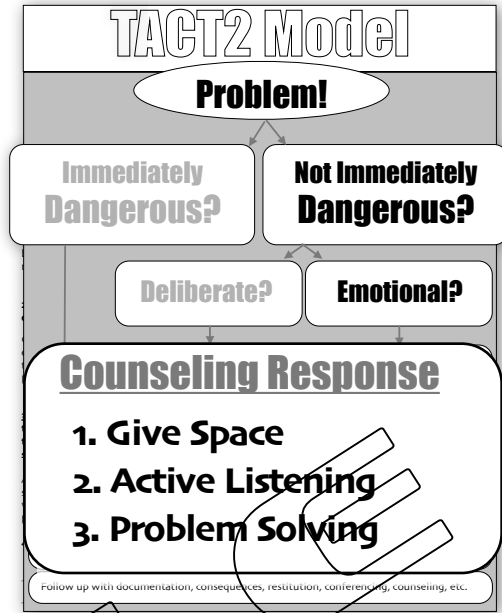 TACT2 Model
Problem!
Immediately
Dangerous?
Not Immediately
Dangerous?
Deliberate?
Emotional?
Counseling Response
1. Give Space
2. Active Listening
3. Problem Solving
Follow up with documentation, consequences, restitution, conferencing, counseling, etc.